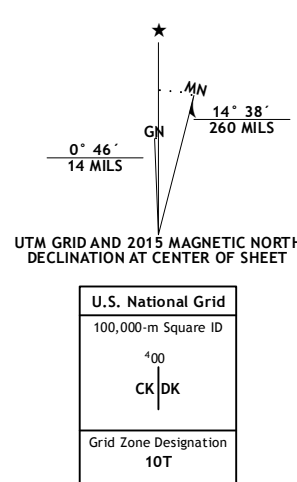 ★
MN
14° 38´
260 MILS
GN
0° 46´
14 MILS
UTM GRID AND 2015 MAGNETIC NORTH
DECLINATION AT CENTER OF SHEET
U.S. National Grid
100,000-m Square ID
⁴00
CK DK
Grid Zone Designation
10T